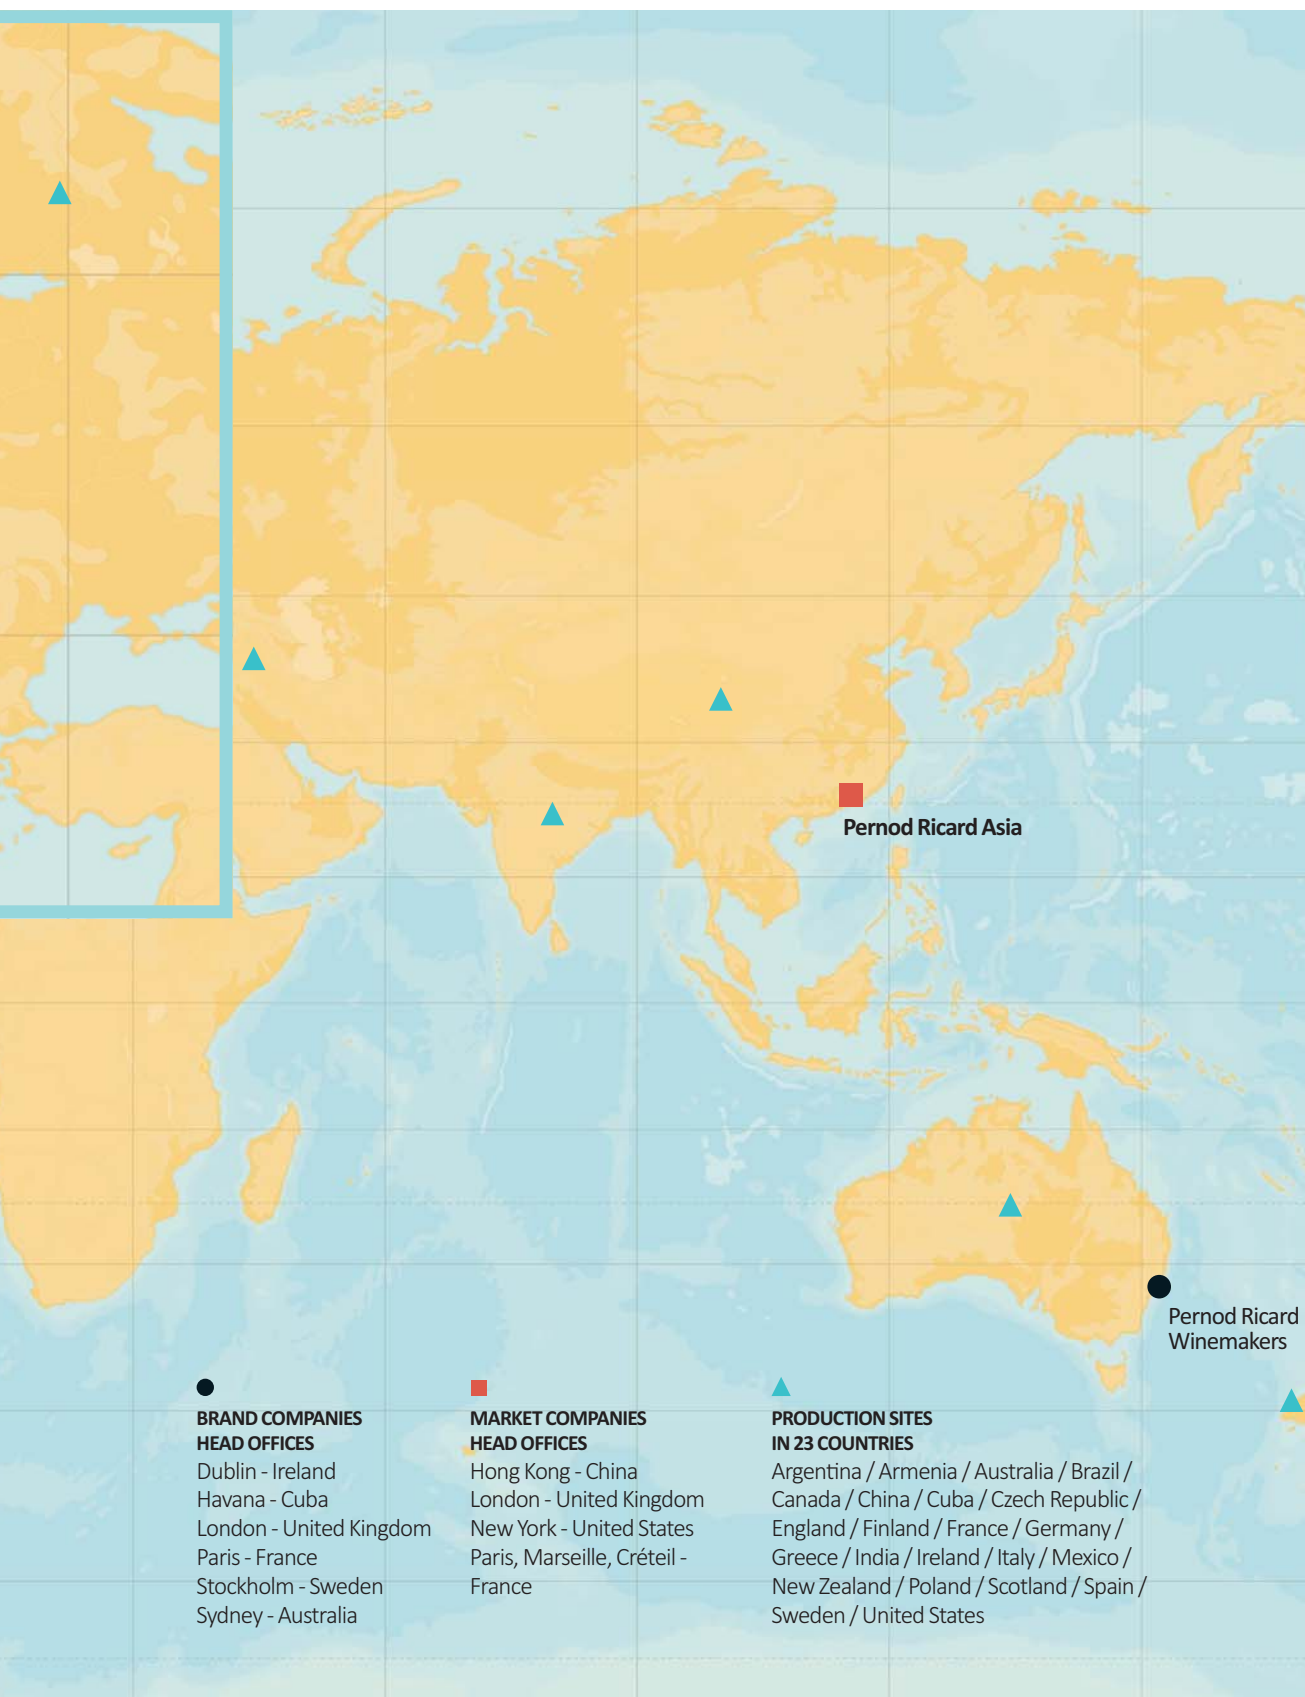 Pernod Ricard Asia
Pernod Ricard
Winemakers
BRAND COMPANIES
HEAD OFFICES
Dublin - Ireland
Havana - Cuba
London - United Kingdom
Paris - France
Stockholm - Sweden
Sydney - Australia
MARKET COMPANIES
HEAD OFFICES
Hong Kong - China
London - United Kingdom
New York - United States
Paris, Marseille, Créteil -
France
PRODUCTION SITES
IN 23 COUNTRIES
Argentina / Armenia / Australia / Brazil /
Canada / China / Cuba / Czech Republic /
England / Finland / France / Germany /
Greece / India / Ireland / Italy / Mexico /
New Zealand / Poland / Scotland / Spain /
Sweden / United States